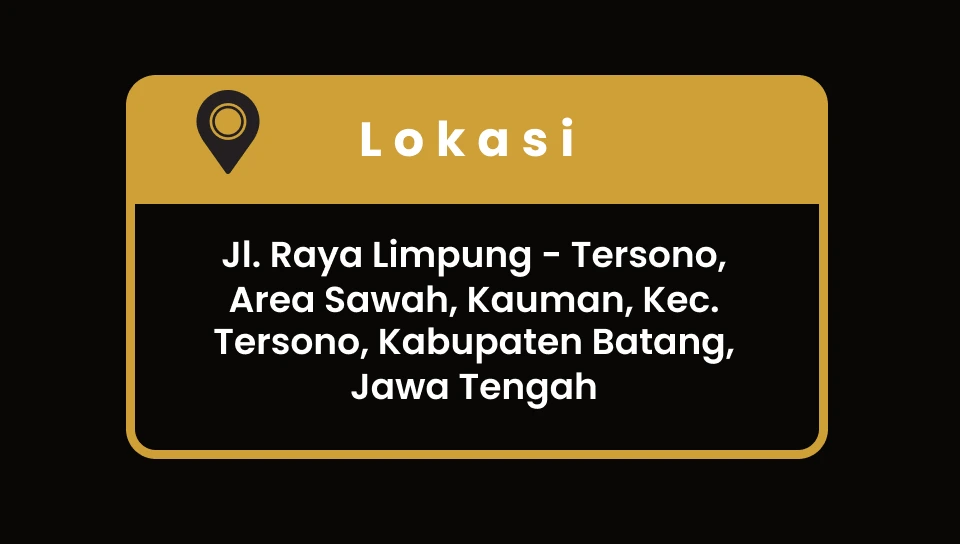 Lokasi
Jl. Raya Limpung - Tersono,
Area Sawah, Kauman, Kec.
Tersono, Kabupaten Batang,
Jawa Tengah